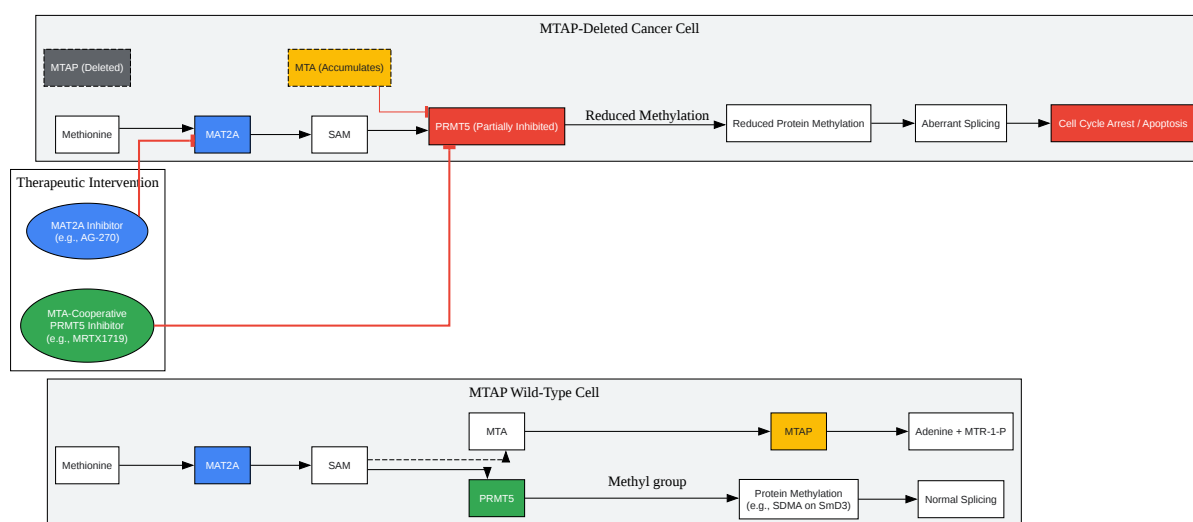 MTAP-Deleted Cancer Cell
MTAP (Deleted)
MTA (Accumulates)
Methionine
MAT2A
SAM
PRMT5 (Partially Inhibited)
Reduced Methylation
Reduced Protein Methylation
Aberrant Splicing
Cell Cycle Arrest / Apoptosis
Therapeutic Intervention
MAT2A Inhibitor
(e.g., AG-270)
MTA-Cooperative
PRMT5 Inhibitor
(e.g., MRTX1719)
MTAP Wild-Type Cell
MTA
MTAP
Adenine + MTR-1-P
Methionine
MAT2A
SAM
PRMT5
Methyl group
Protein Methylation
(e.g., SDMA on SmD3)
Normal Splicing